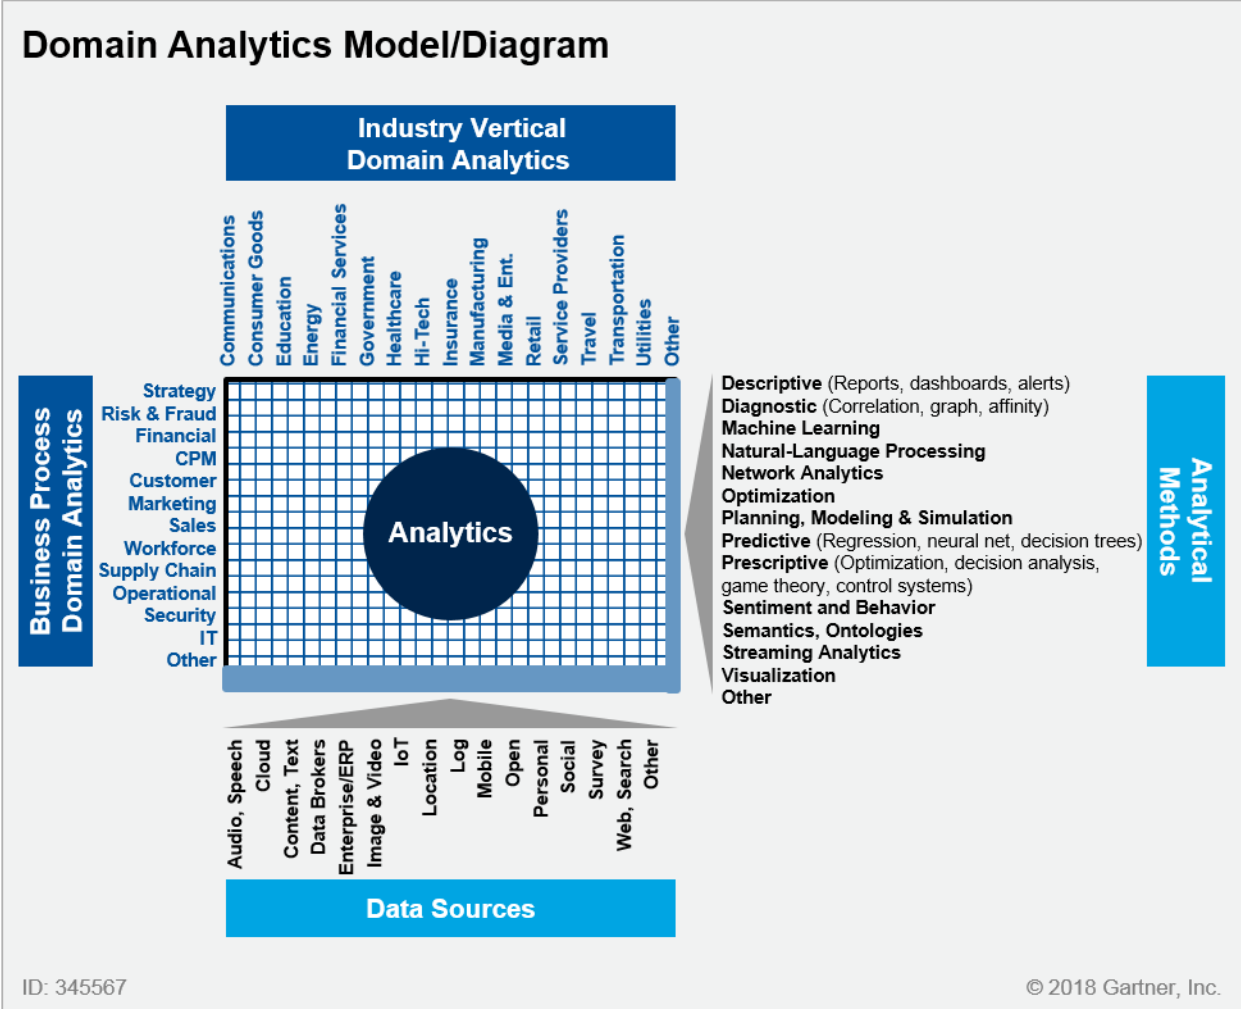 Domain Analytics Model/Diagram
Industry Vertical
Domain Analytics
Communications
Consumer Goods
Education
Energy
Financial Services
Government
Healthcare
Hi-Tech
Insurance
Manufacturing
Media & Ent.
Retail
Service Providers
Travel
Transportation
Utilities
Other
Business Process
Domain Analytics
Strategy
Risk & Fraud
Financial
CPM
Customer
Marketing
Sales
Workforce
Supply Chain
Operational
Security
IT
Other
Analytics
Descriptive (Reports, dashboards, alerts)
Diagnostic (Correlation, graph, affinity)
Machine Learning
Natural-Language Processing
Network Analytics
Optimization
Planning, Modeling & Simulation
Predictive (Regression, neural net, decision trees)
Prescriptive (Optimization, decision analysis,
game theory, control systems)
Sentiment and Behavior
Semantics, Ontologies
Streaming Analytics
Visualization
Other
Analytical
Methods
Audio, Speech
Cloud
Content, Text
Data Brokers
Enterprise/ERP
Image & Video
IoT
Location
Log
Mobile
Open
Personal
Social
Survey
Web, Search
Other
Data Sources
ID: 345567
© 2018 Gartner, Inc.